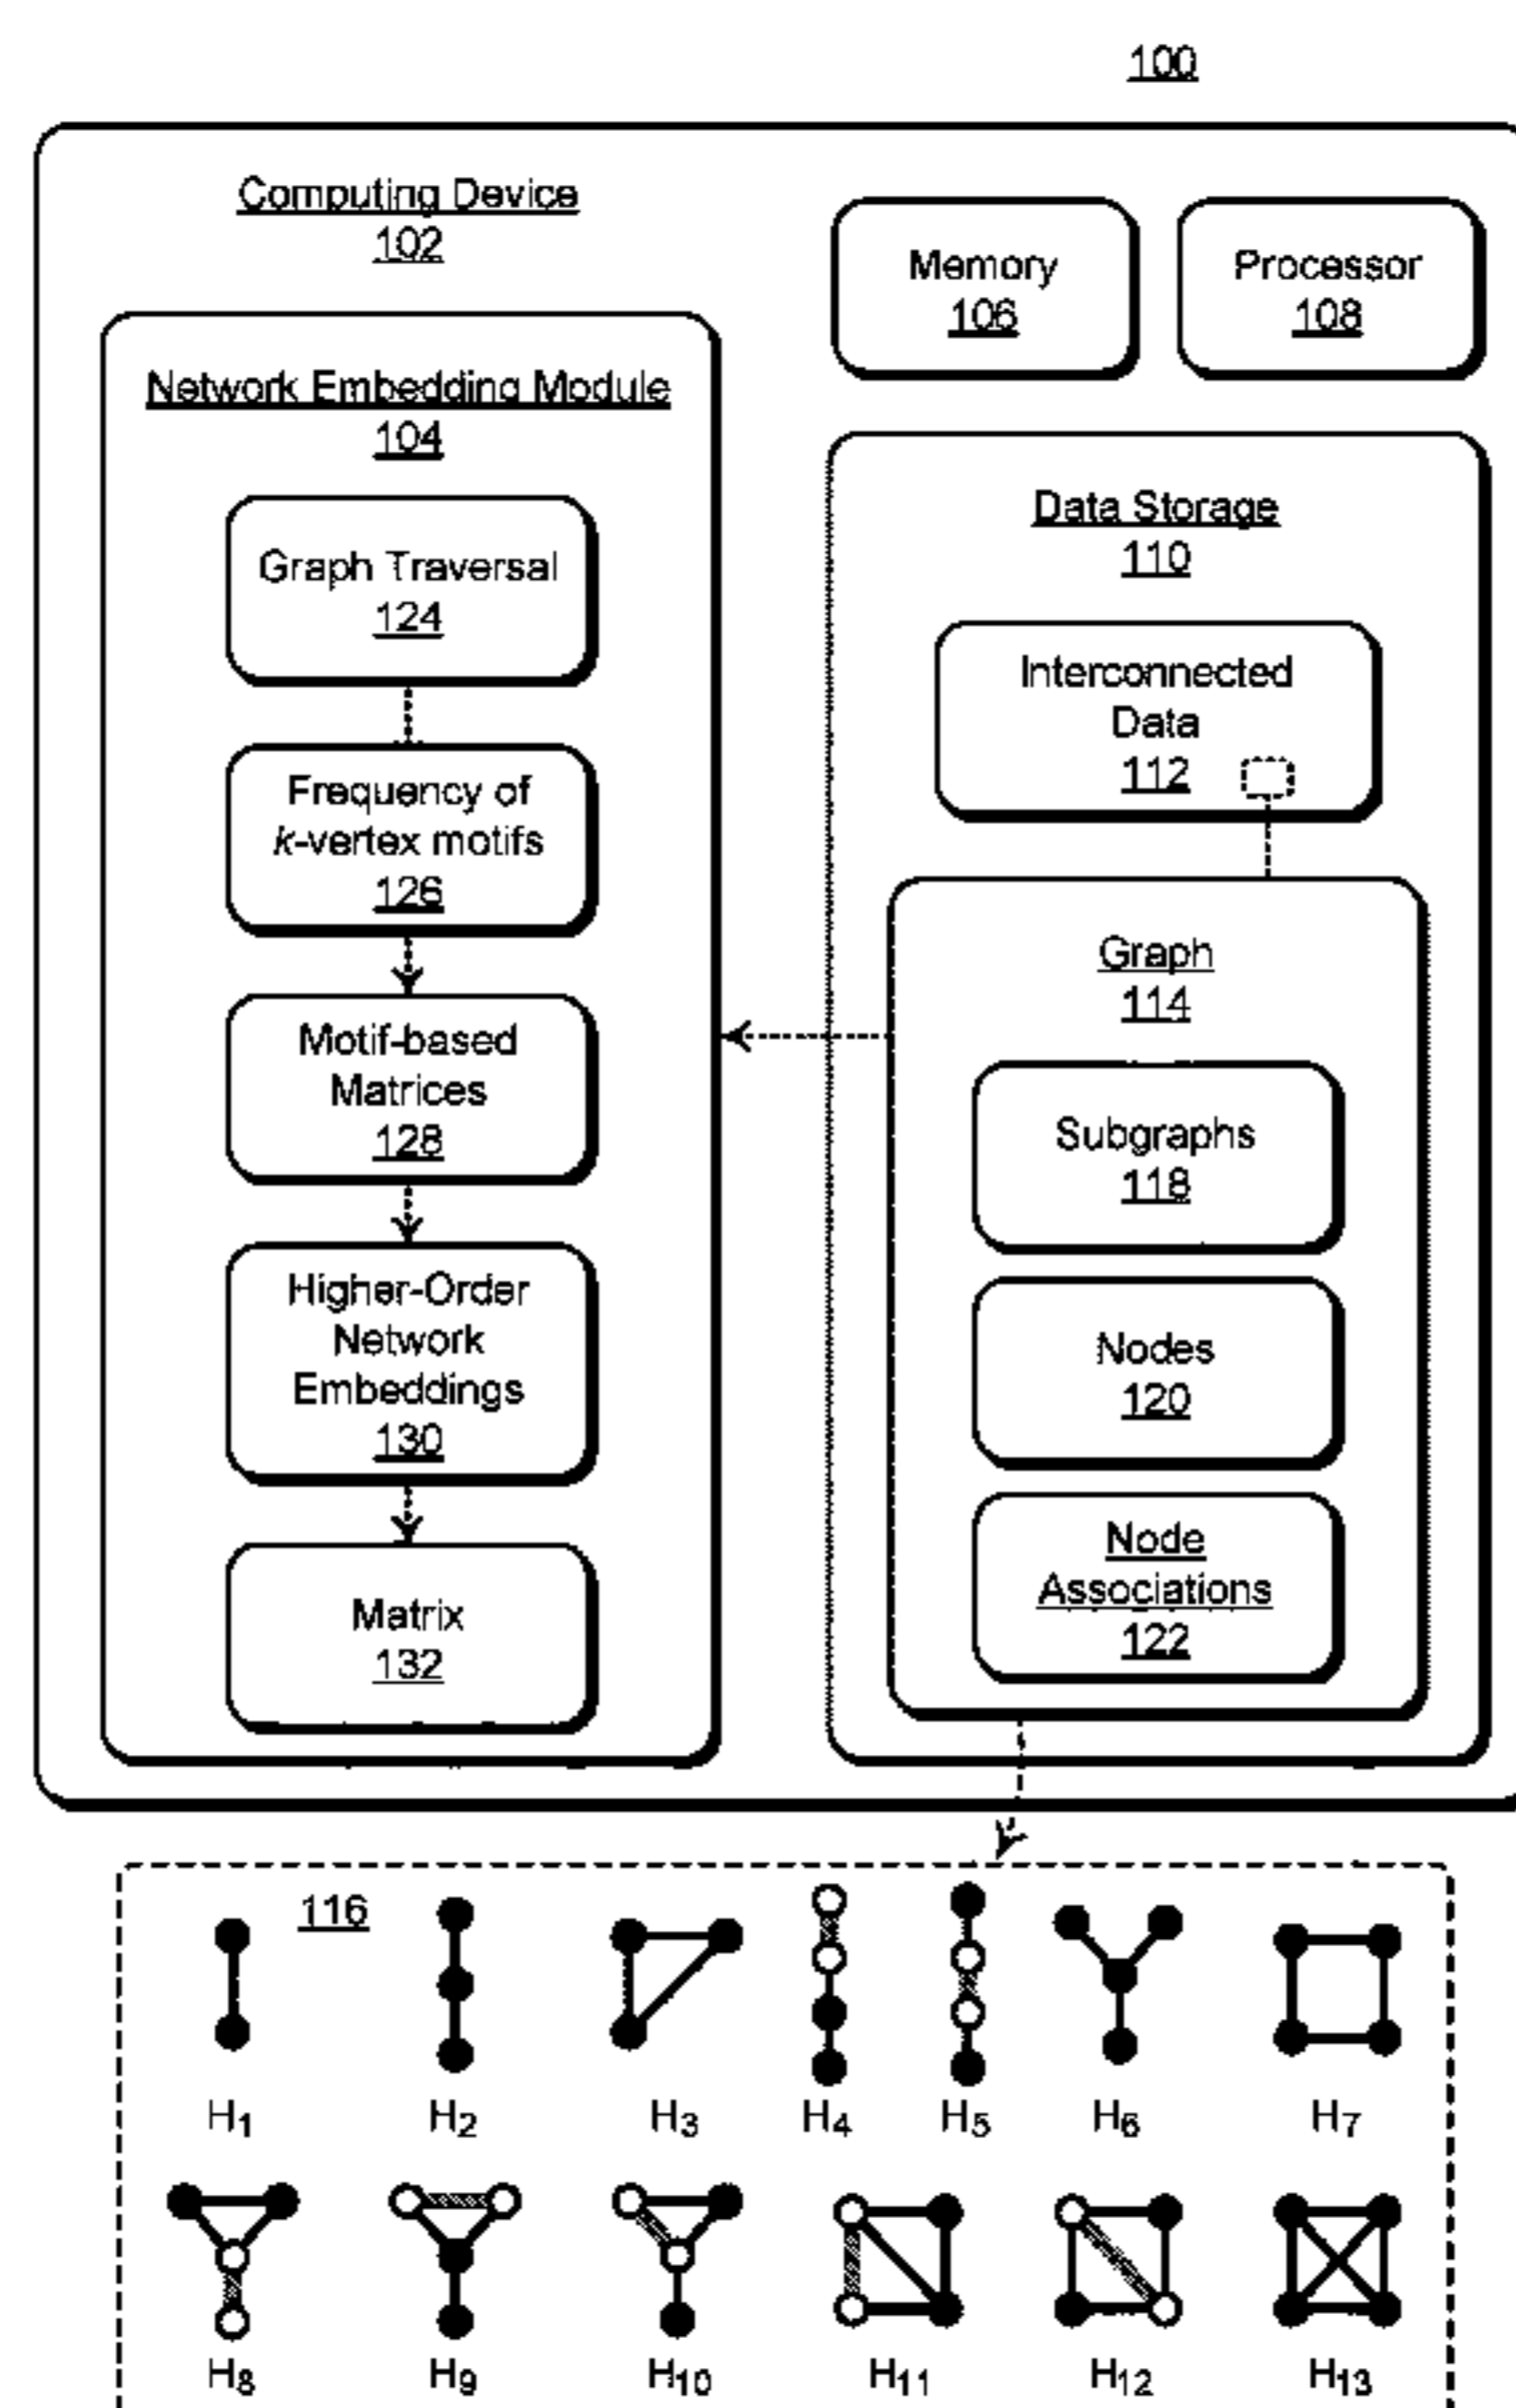 100
Computing Device
102
Memory
106
Processor
108
Network Embedding Module
104
Graph Traversal
124
Frequency of
k-vertex motifs
126
Motif-based
Matrices
128
Higher-Order
Network
Embeddings
130
Matrix
132
Data Storage
110
Interconnected
Data
112
Graph
114
Subgraphs
118
Nodes
120
Node
Associations
122
116
H1 H2 H3 H4 H5 H6 H7
H8 H9 H10 H11 H12 H13